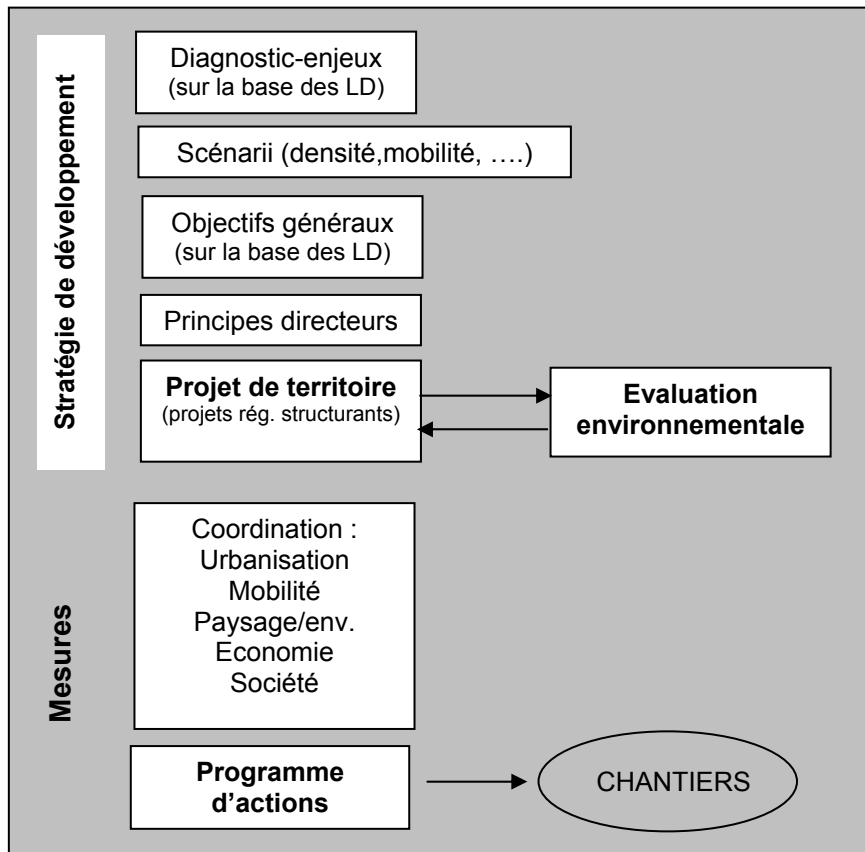 Stratégie de développement
Diagnostic-enjeux
(sur la base des LD)
Scénarii (densité,mobilité, ….)
Objectifs généraux
(sur la base des LD)
Principes directeurs
Projet de territoire
(projets rég. structurants)
Evaluation
environnementale
Mesures
Coordination :
Urbanisation
Mobilité
Paysage/env.
Economie
Société
Programme
d’actions
CHANTIERS